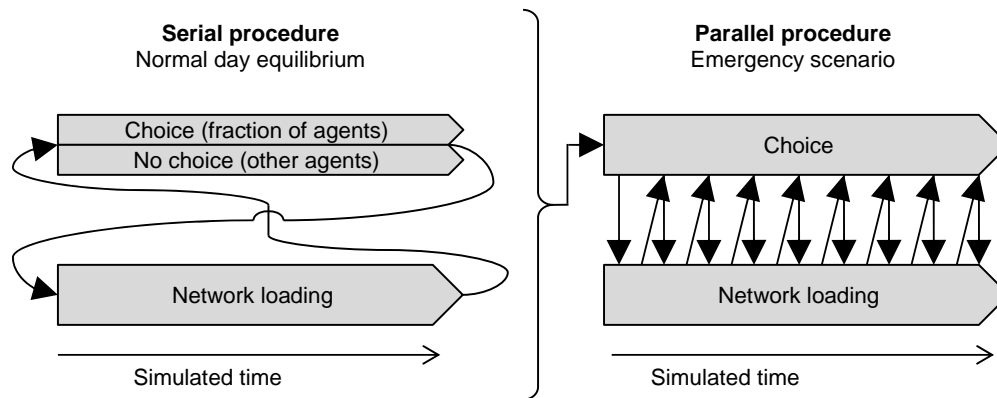 Serial procedure
Normal day equilibrium
Choice (fraction of agents)
No choice (other agents)
Network loading
Simulated time
Parallel procedure
Emergency scenario
Choice
Network loading
Simulated time